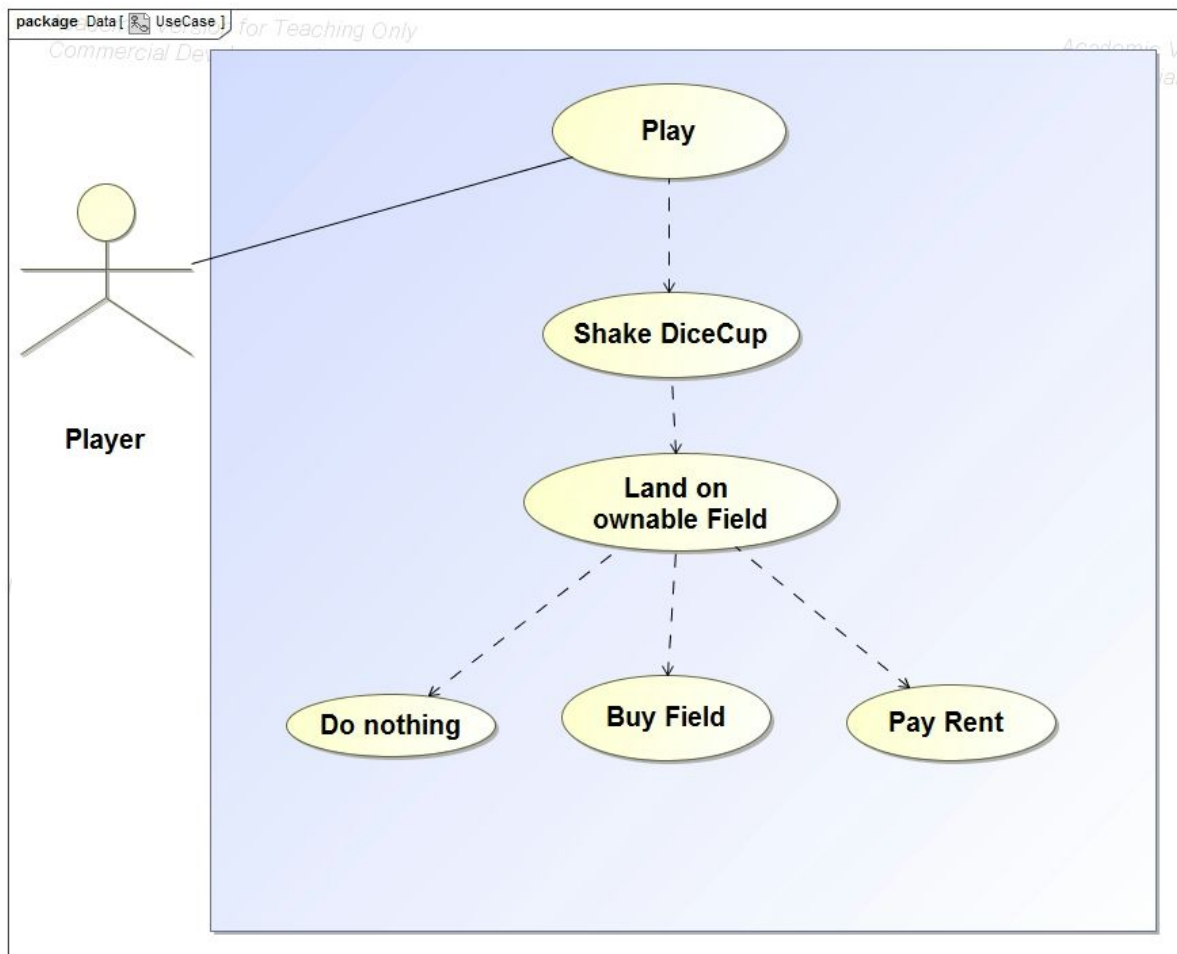 package Data [ UseCase ]
Version for Teaching Only
Commercial
Academic
Play
Shake DiceCup
Player
Land on
ownable Field
Do nothing
Buy Field
Pay Rent